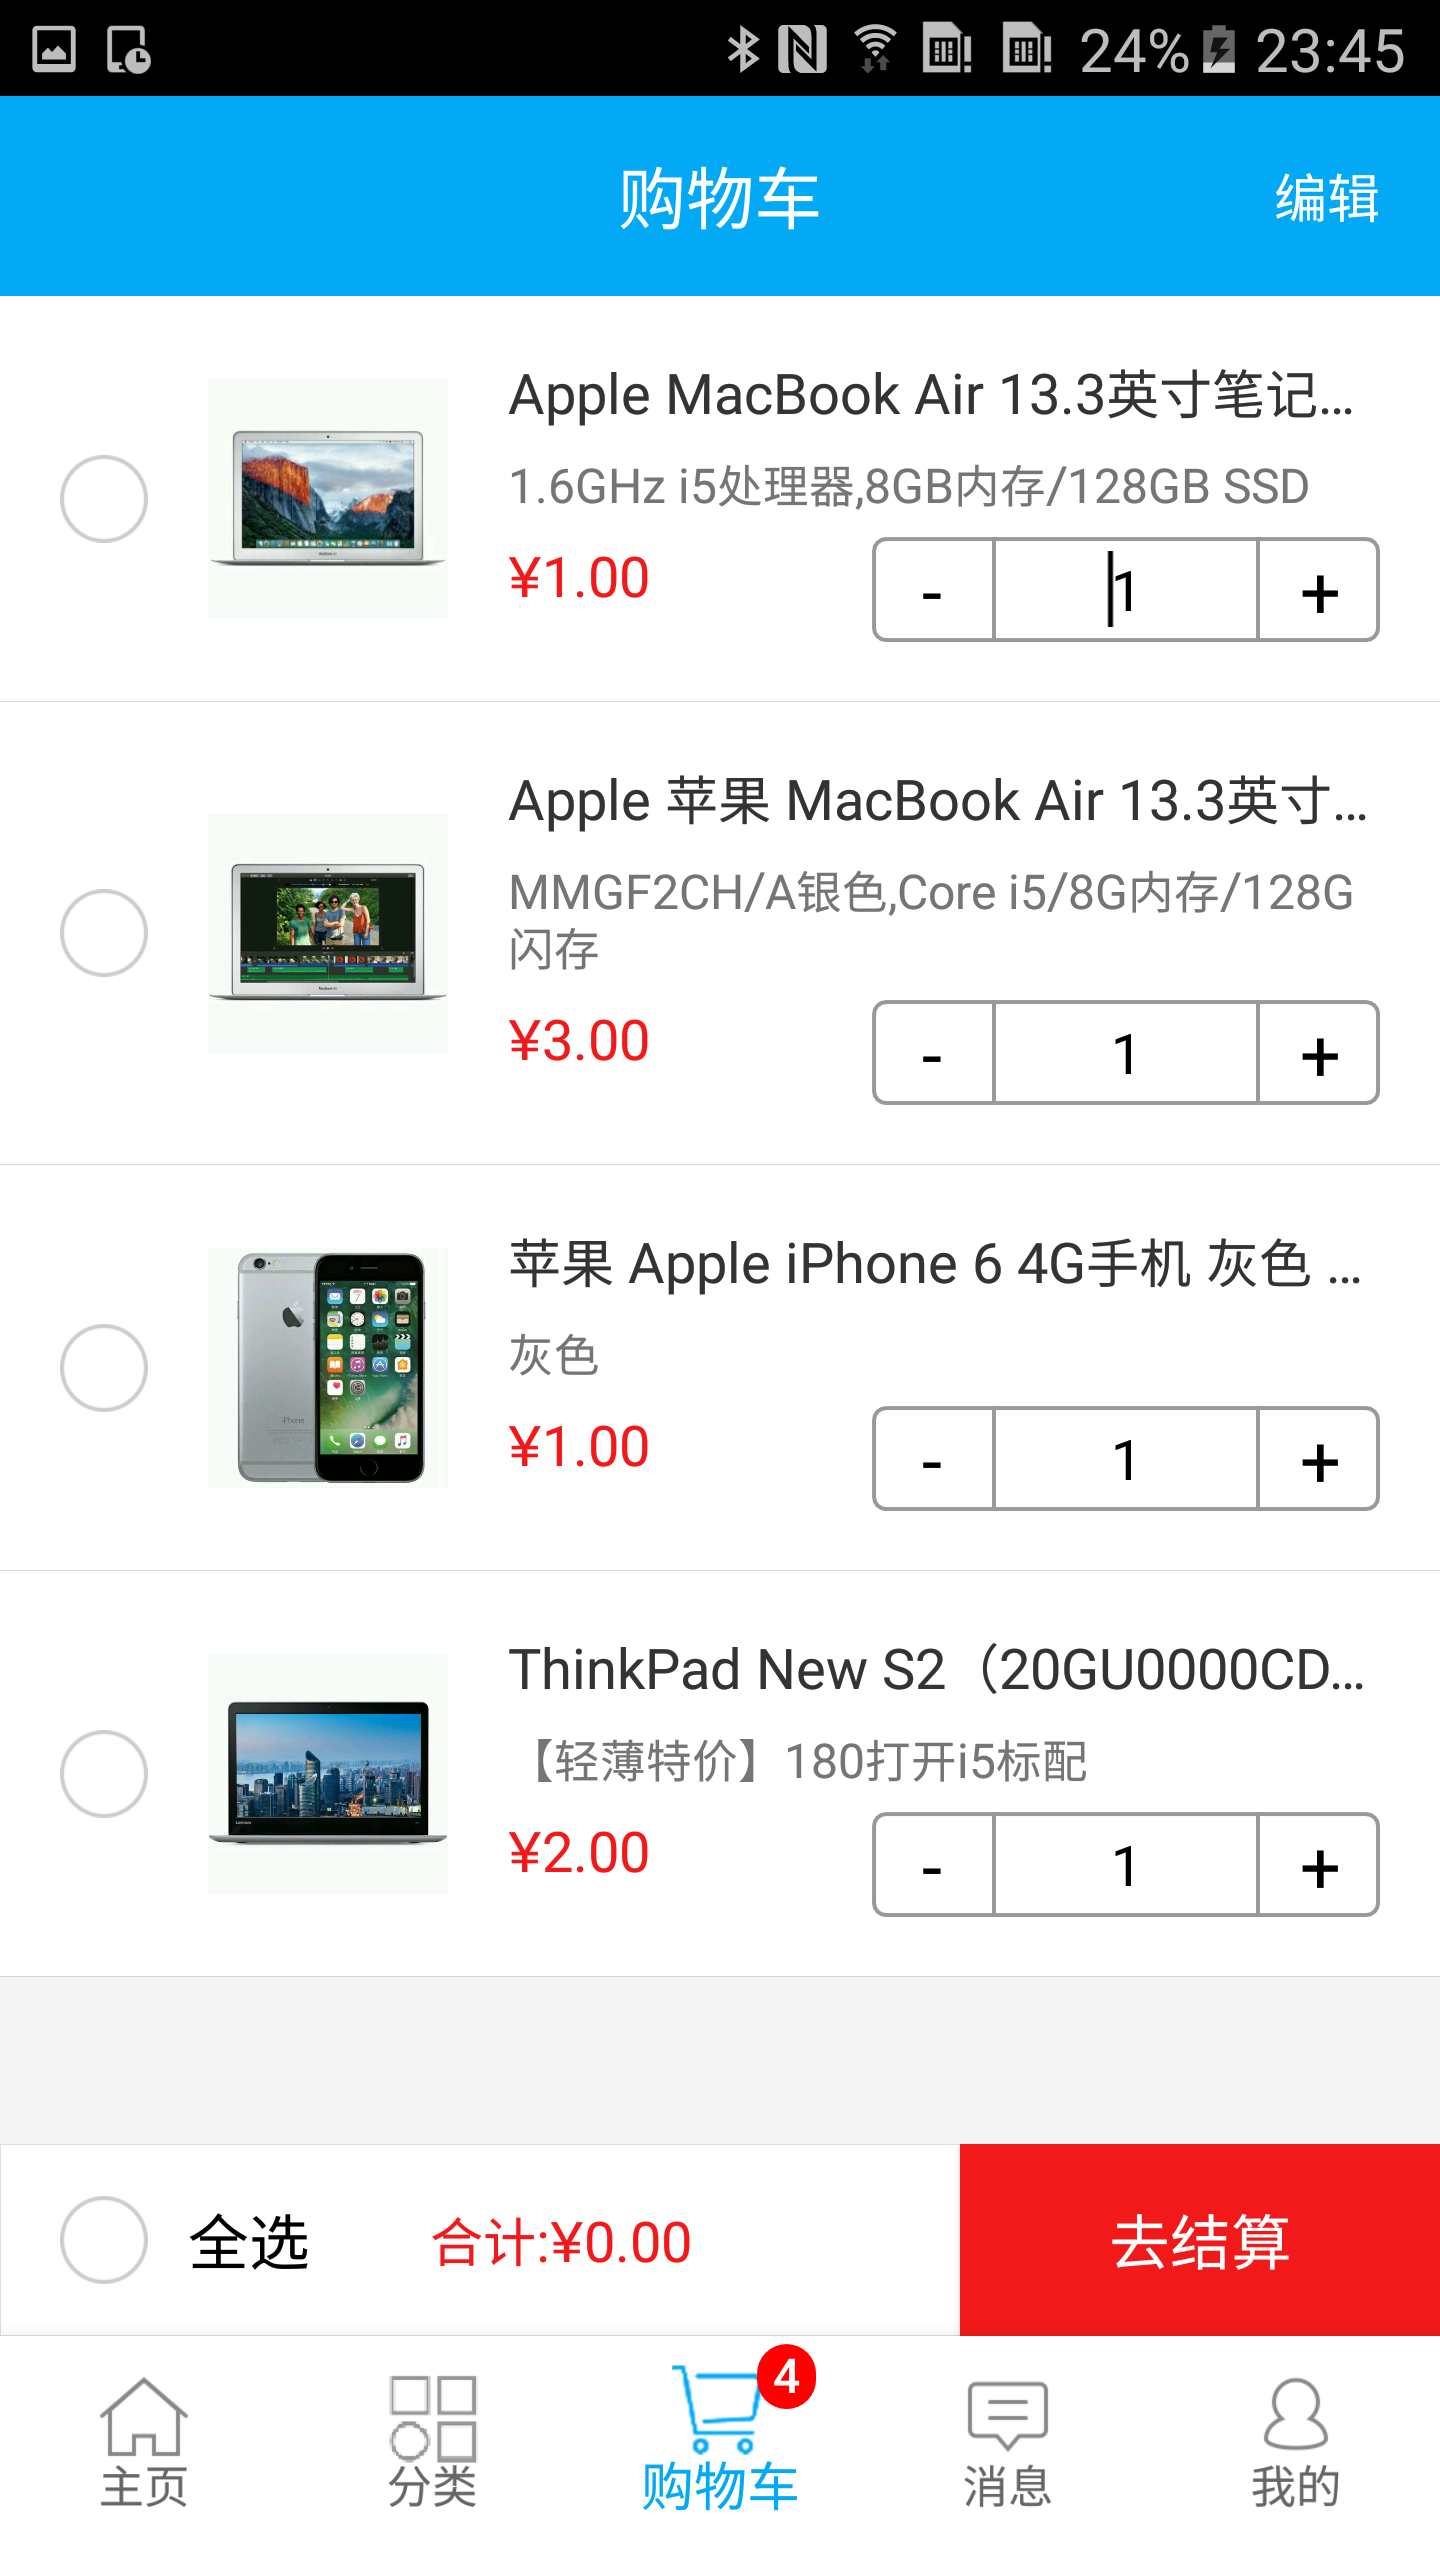 24% 23:45
购物车
编辑
Apple MacBook Air 13.3英寸笔记...
1.6GHz i5处理器,8GB内存/128GB SSD
¥1.00
- 1 +
Apple 苹果 MacBook Air 13.3英寸...
MMGF2CH/A银色,Core i5/8G内存/128G
闪存
¥3.00
- 1 +
苹果 Apple iPhone 6 4G手机 灰色 ...
灰色
¥1.00
- 1 +
ThinkPad New S2（20GU0000CD...
【轻薄特价】180打开i5标配
¥2.00
- 1 +
全选
合计:¥0.00
去结算
4
主页
分类
购物车
消息
我的